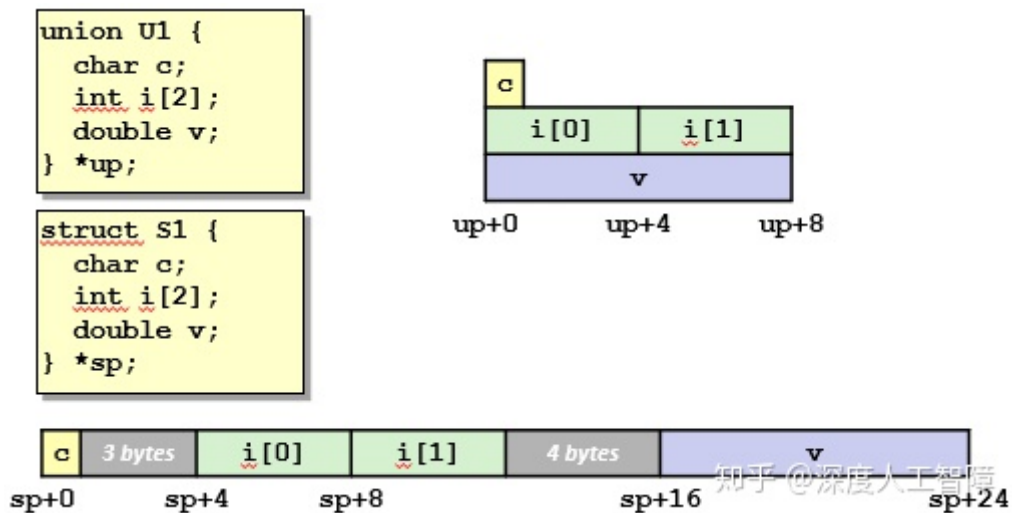 union U1 {
char c;
int i[2];
double v;
} *up;
c
i[0] i[1]
v
up+0 up+4 up+8
struct S1 {
char c;
int i[2];
double v;
} *sp;
c 3 bytes i[0] i[1] 4 bytes v
知乎 @深度人工智障
sp+0 sp+4 sp+8 sp+16 sp+24